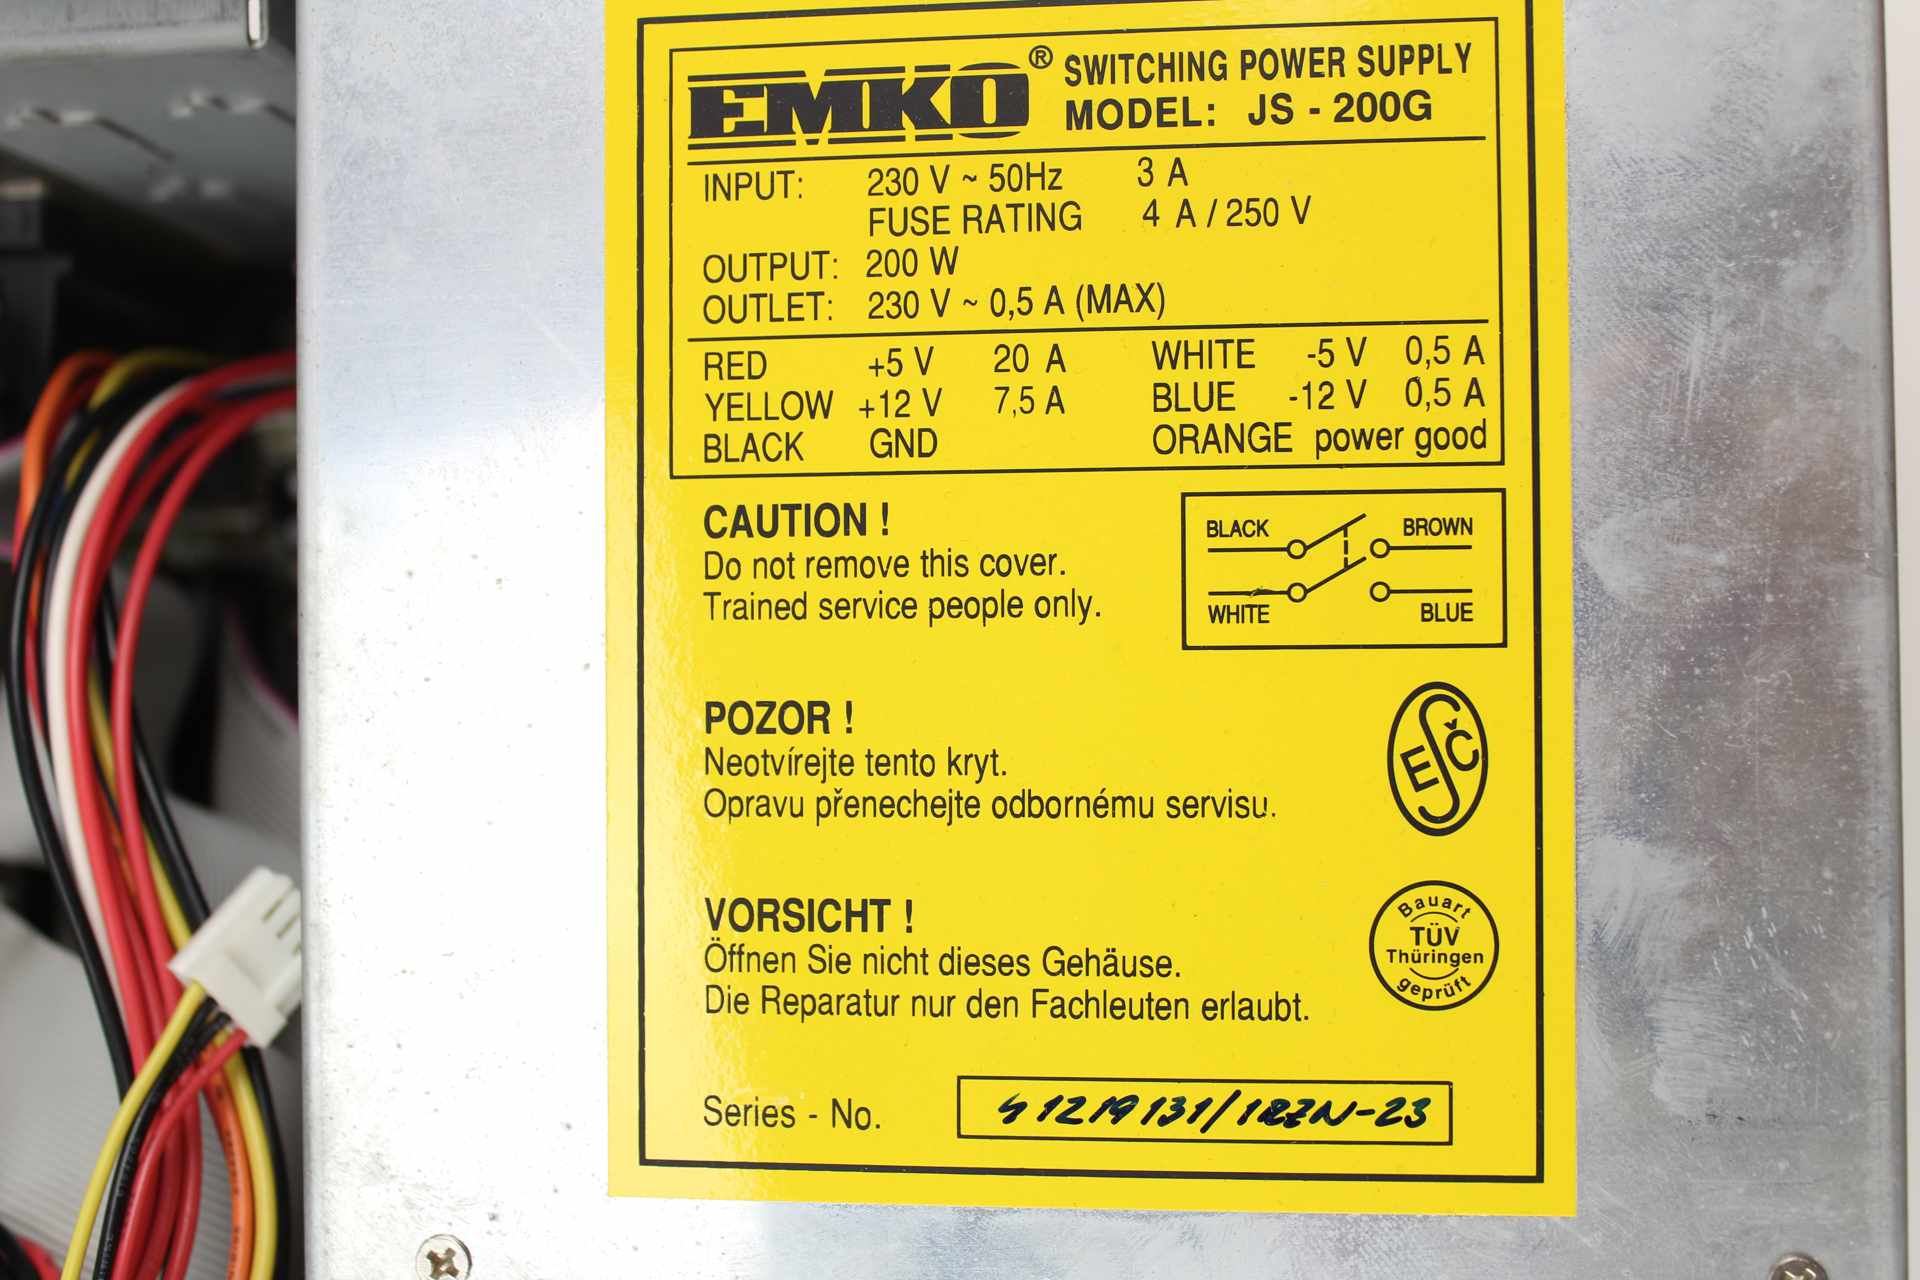 EMKO® SWITCHING POWER SUPPLY
MODEL: JS - 200G
INPUT: 230 V ~ 50Hz 3 A
FUSE RATING 4 A / 250 V
OUTPUT: 200 W
OUTLET: 230 V ~ 0,5 A (MAX)
RED +5 V 20 A WHITE -5 V 0,5 A
YELLOW +12 V 7,5 A BLUE -12 V 0,5 A
BLACK GND ORANGE power good
CAUTION !
Do not remove this cover.
Trained service people only.
BLACK BROWN
WHITE BLUE
POZOR !
Neotvírejte tento kryt.
Opravu přenechejte odbornému servisu.
ESČ
VORSICHT !
Öffnen Sie nicht dieses Gehäuse.
Die Reparatur nur den Fachleuten erlaubt.
Bauart
TÜV
Thüringen
geprüft
Series - No.